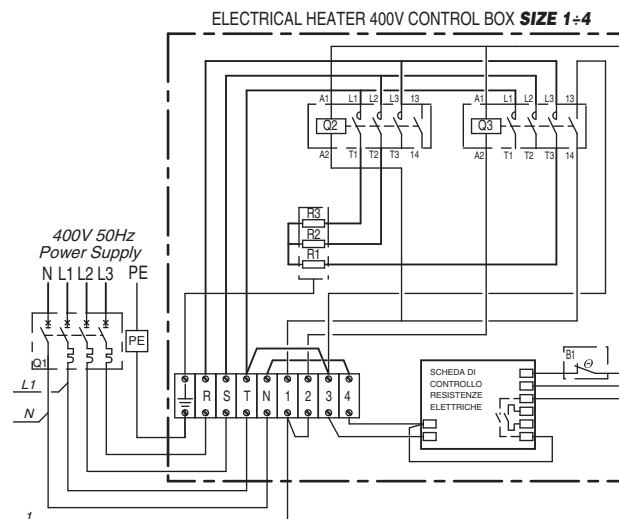 ELECTRICAL HEATER 400V CONTROL BOX SIZE 1÷4
A1 L1 L2 L3 13
Q2
A2 T1 T2 T3 14
A1 L1 L2 L3 13
Q3
A2 T1 T2 T3 14
R3
R2
R1
400V 50Hz
Power Supply
N L1 L2 L3 PE
PE
Q1
L1
N
R S T N 1 2 3 4
SCHEDA DI
CONTROLLO
RESISTENZE
ELETTRICHE
B1
Θ
1